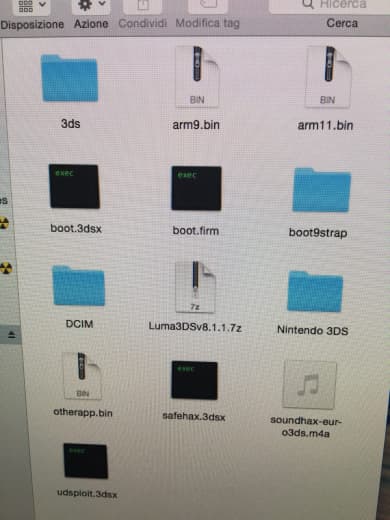 Ricerca
Disposizione Azione Condividi Modifica tag Cerca
BIN BIN
3ds arm9.bin arm11.bin
exec exec
boot.3dsx boot.firm boot9strap
7z
DCIM Luma3DSv8.1.1.7z Nintendo 3DS
BIN exec
otherapp.bin safehax.3dsx soundhax-eur-
o3ds.m4a
exec
udsploit.3dsx